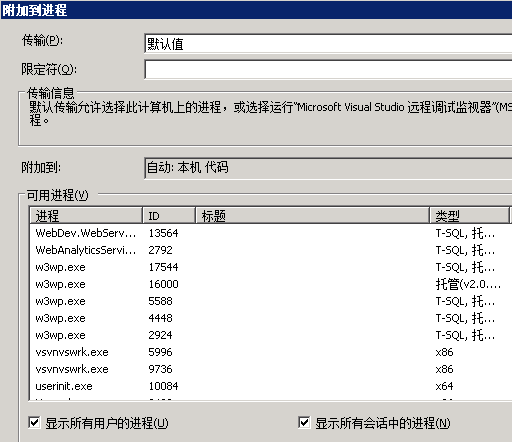 附加到进程
传输(P):
默认值
限定符(Q):
传输信息
默认传输允许选择此计算机上的进程，或选择运行“Microsoft Visual Studio 远程调试监视器”(MS
程。
附加到:
自动: 本机 代码
可用进程(V)
进程 ID 标题 类型
WebDev.WebServ... 13564 T-SQL, 托...
WebAnalyticsServi... 2792 T-SQL, 托...
w3wp.exe 17544 T-SQL, 托...
w3wp.exe 16000 托管(v2.0....
w3wp.exe 5588 T-SQL, 托...
w3wp.exe 4448 T-SQL, 托...
w3wp.exe 2924 T-SQL, 托...
vsvnvswrk.exe 5996 x86
vsvnvswrk.exe 9736 x86
userinit.exe 10084 x64
显示所有用户的进程(U) 显示所有会话中的进程(N)